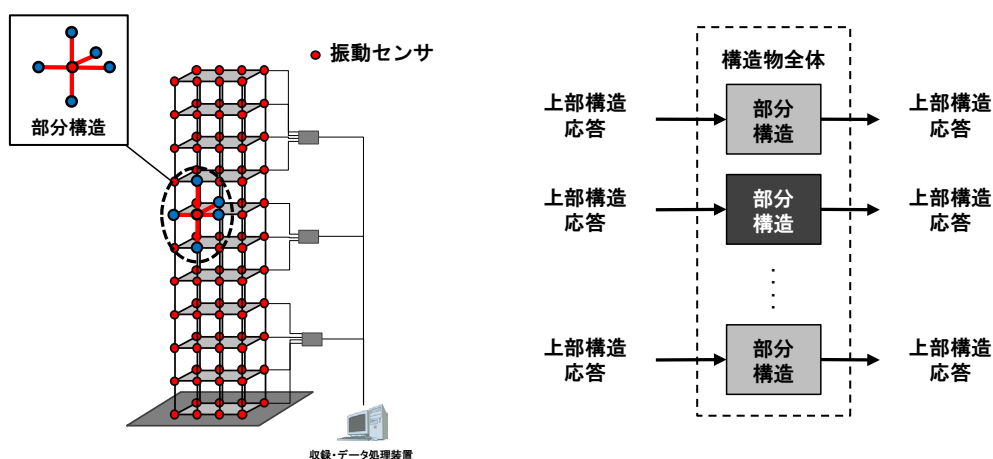 部分構造
振動センサ
収録・データ処理装置
構造物全体
上部構造
応答
部分
構造
上部構造
応答
上部構造
応答
部分
構造
上部構造
応答
上部構造
応答
部分
構造
上部構造
応答